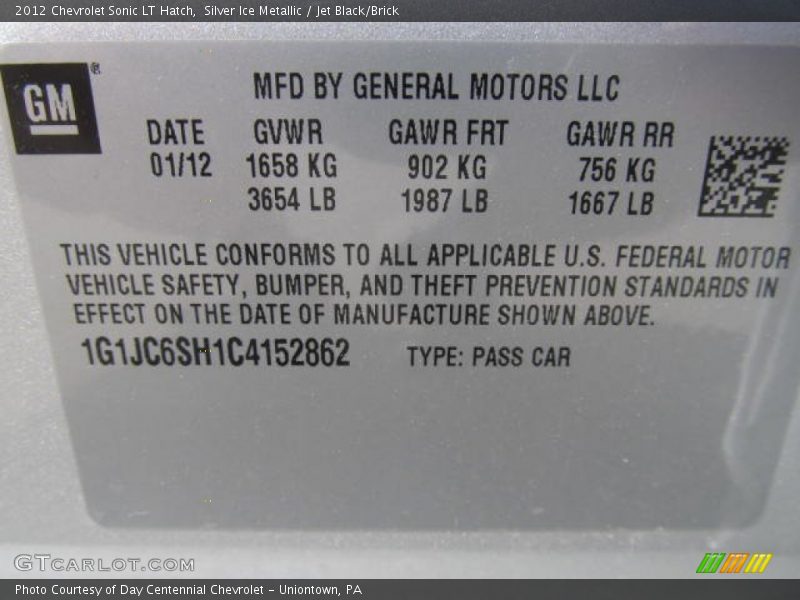 2012 Chevrolet Sonic LT Hatch,  Silver Ice Metallic / Jet Black/Brick
GM ®
MFD BY GENERAL MOTORS LLC
DATE GVWR GAWR FRT GAWR RR
01/12 1658 KG 902 KG 756 KG
3654 LB 1987 LB 1667 LB
THIS VEHICLE CONFORMS TO ALL APPLICABLE U.S. FEDERAL MOTOR
VEHICLE SAFETY, BUMPER, AND THEFT PREVENTION STANDARDS IN
EFFECT ON THE DATE OF MANUFACTURE SHOWN ABOVE.
1G1JC6SH1C4152862 TYPE: PASS CAR
GTCARLOT.COM
Photo Courtesy of Day Centennial Chevrolet - Uniontown, PA